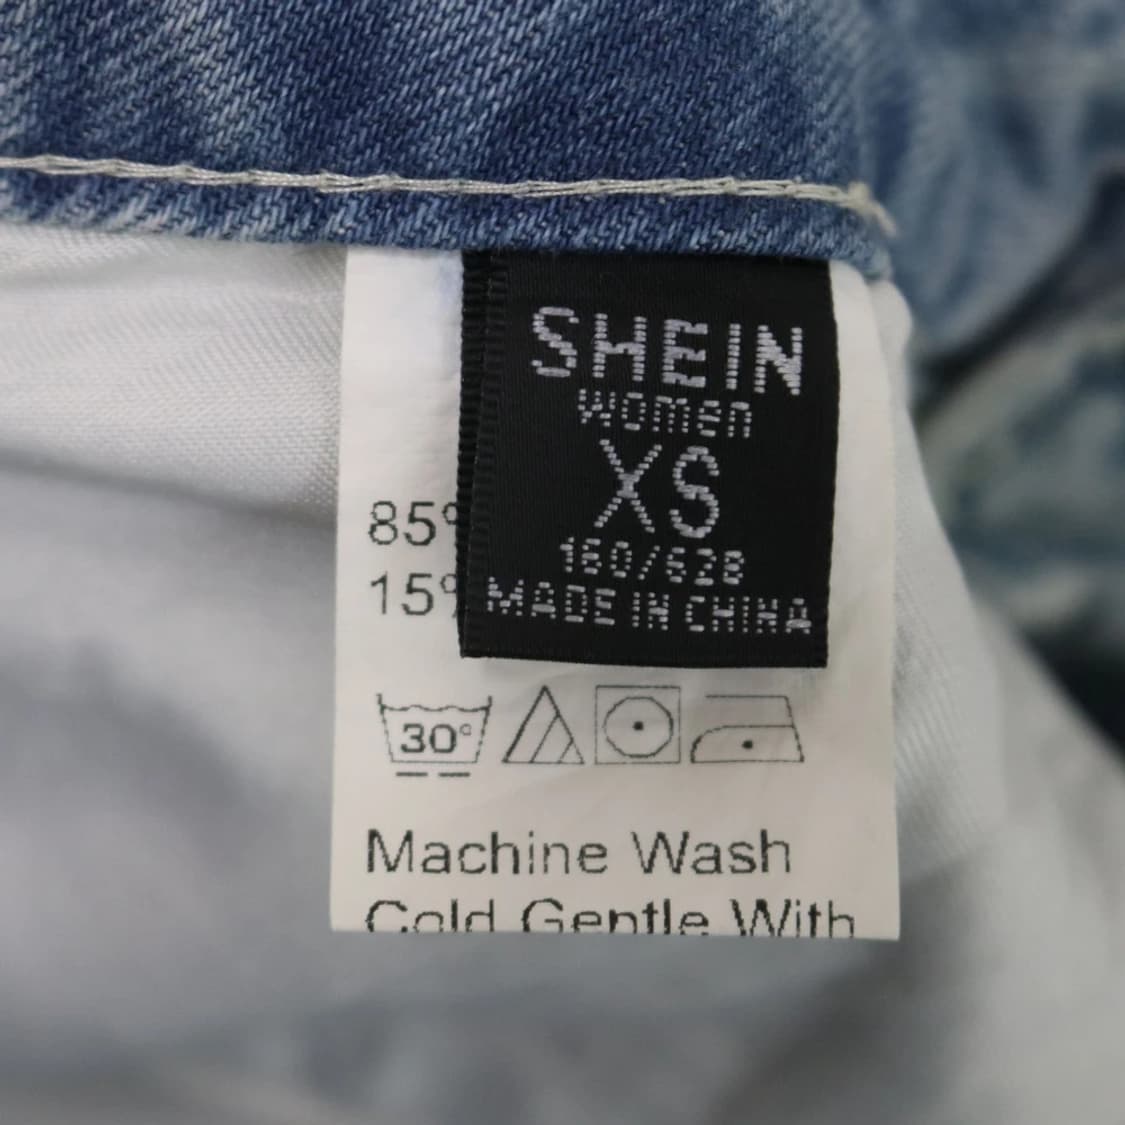 SHEIN
women
XS
160/62B
MADE IN CHINA
85%
15%
30°
Machine Wash
Cold Gentle With